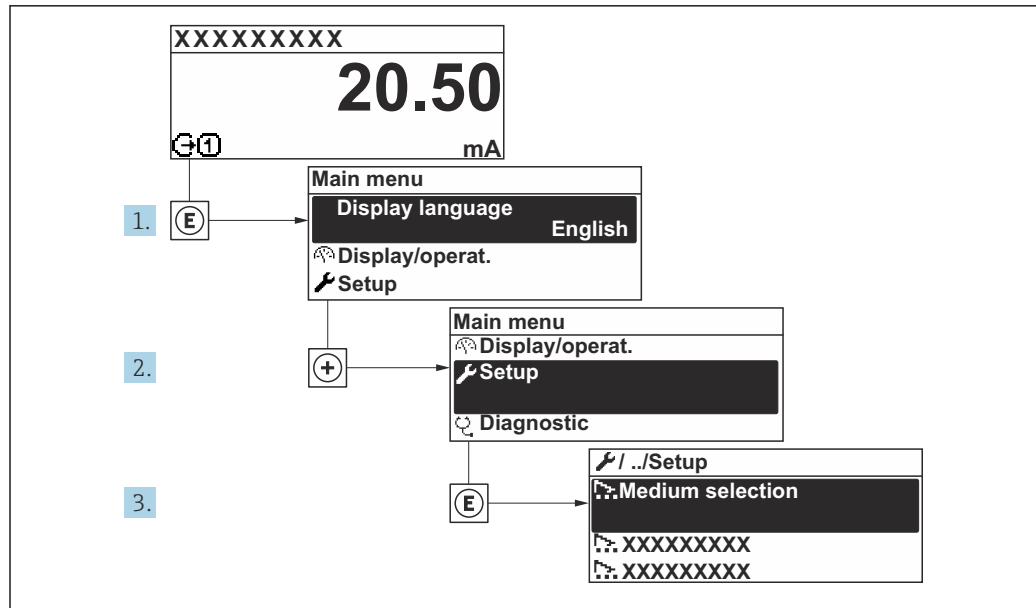 XXXXXXXXX
20.50
1
mA
Main menu
1.
E
Display language
English
Display/operat.
Setup
Main menu
Display/operat.
2.
+
Setup
Diagnostic
/ ../Setup
3.
E
Medium selection
XXXXXXXXX
XXXXXXXXX